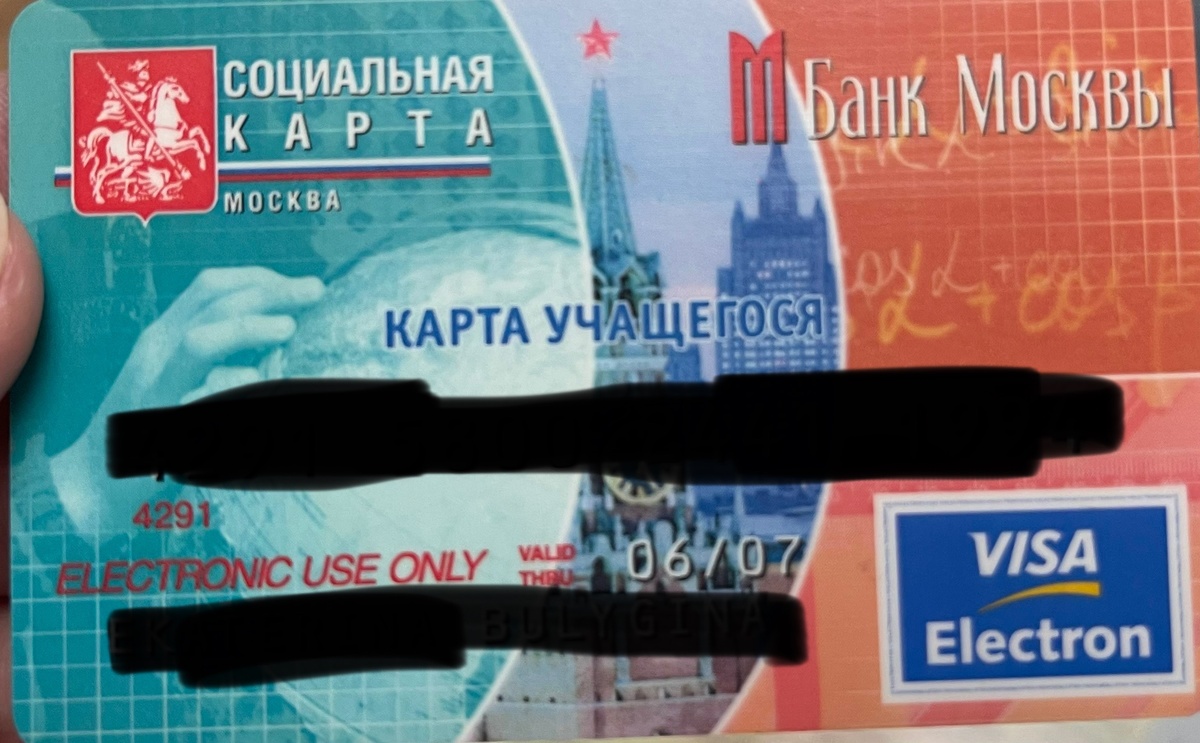 СОЦИАЛЬНАЯ
КАРТА
МОСКВА
Банк Москвы
КАРТА УЧАЩЕГОСЯ
4291
ELECTRONIC USE ONLY
VALID
THRU
06/07
VISA
Electron